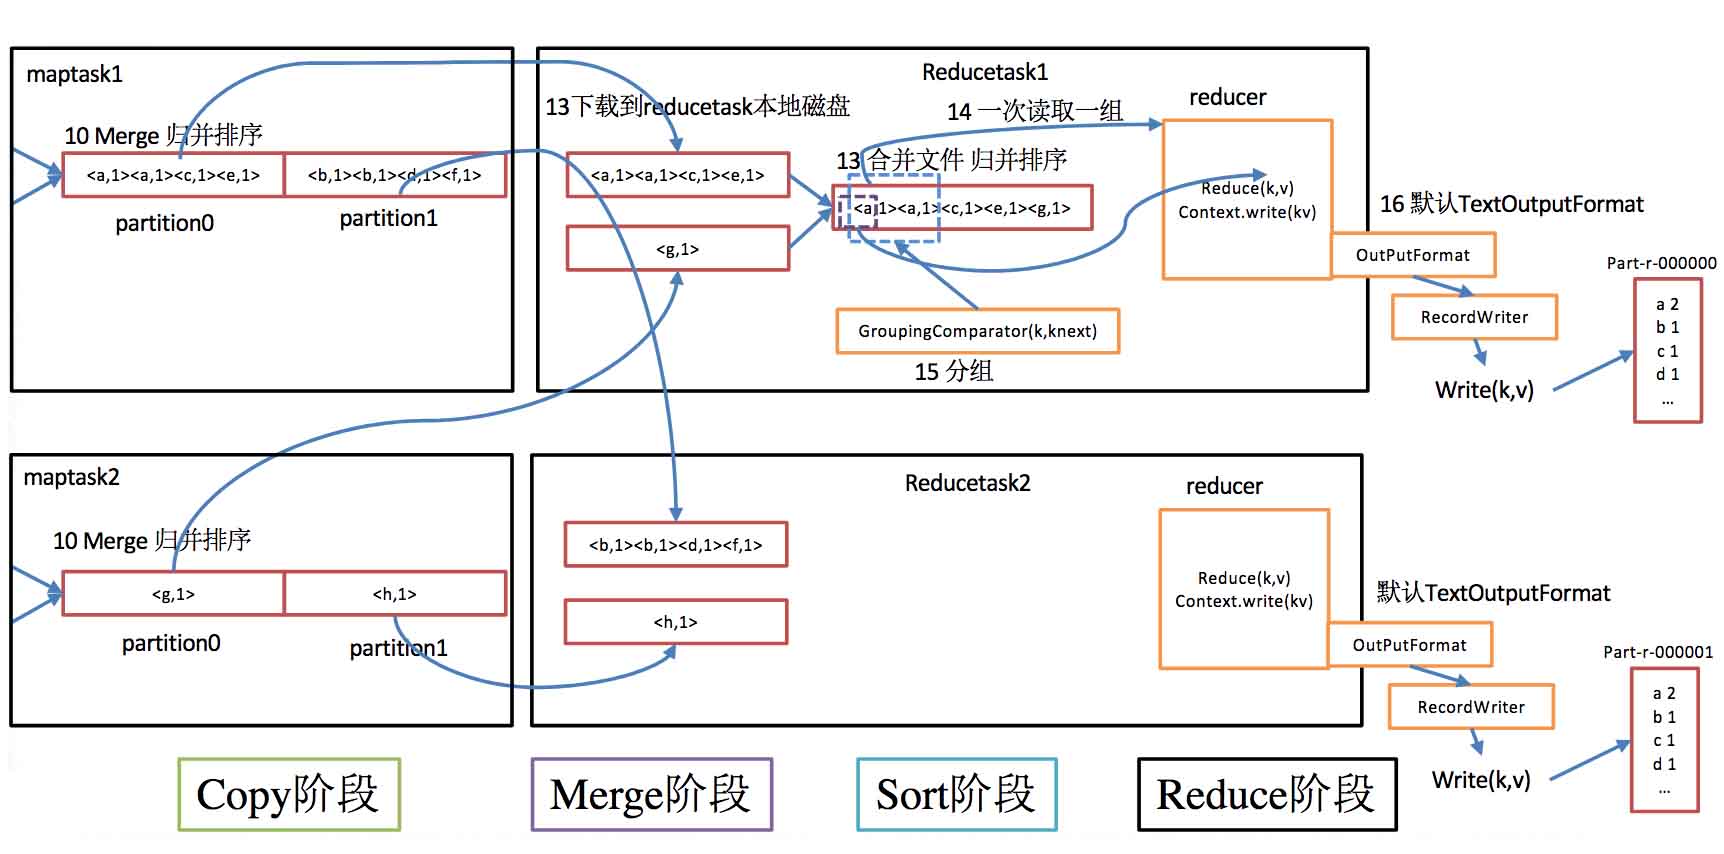 maptask1
10 Merge 归并排序
<a,1><a,1><c,1><e,1>
<b,1><b,1><d,1><f,1>
partition0
partition1
Reducetask1
13下载到reducetask本地磁盘
<a,1><a,1><c,1><e,1>
<g,1>
13 合并文件 归并排序
<a,1><a,1><c,1><e,1><g,1>
14 一次读取一组
reducer
Reduce(k,v)
Context.write(kv)
GroupingComparator(k,knext)
15 分组
16 默认TextOutputFormat
OutPutFormat
RecordWriter
Write(k,v)
Part-r-000000
a 2
b 1
c 1
d 1
...
maptask2
10 Merge 归并排序
<g,1>
<h,1>
partition0
partition1
Reducetask2
<b,1><b,1><d,1><f,1>
<h,1>
reducer
Reduce(k,v)
Context.write(kv)
默认TextOutputFormat
OutPutFormat
RecordWriter
Write(k,v)
Part-r-000001
a 2
b 1
c 1
d 1
...
Copy阶段
Merge阶段
Sort阶段
Reduce阶段